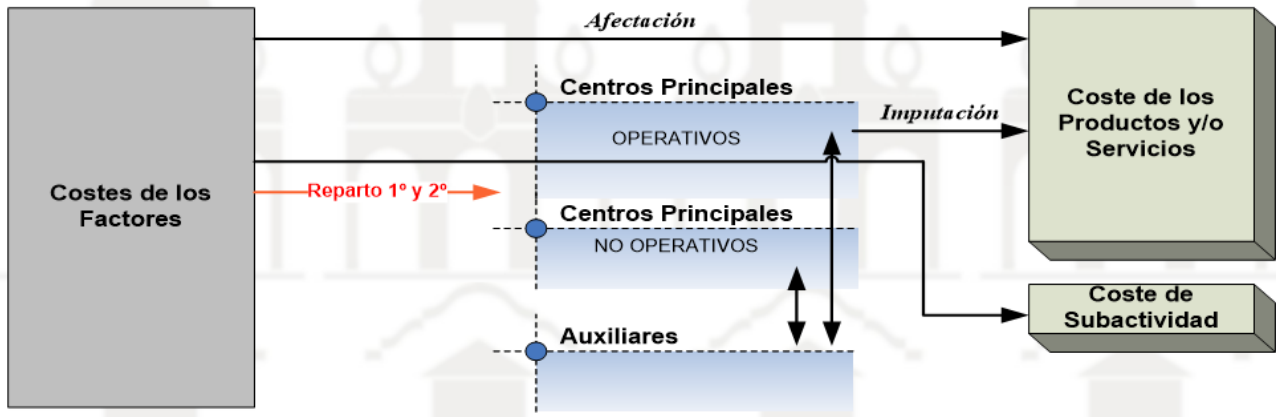 Afectación
Centros Principales
OPERATIVOS
Imputación
Coste de los
Productos y/o
Servicios
Costes de los
Factores
Reparto 1º y 2º
Centros Principales
NO OPERATIVOS
Coste de
Subactividad
Auxiliares